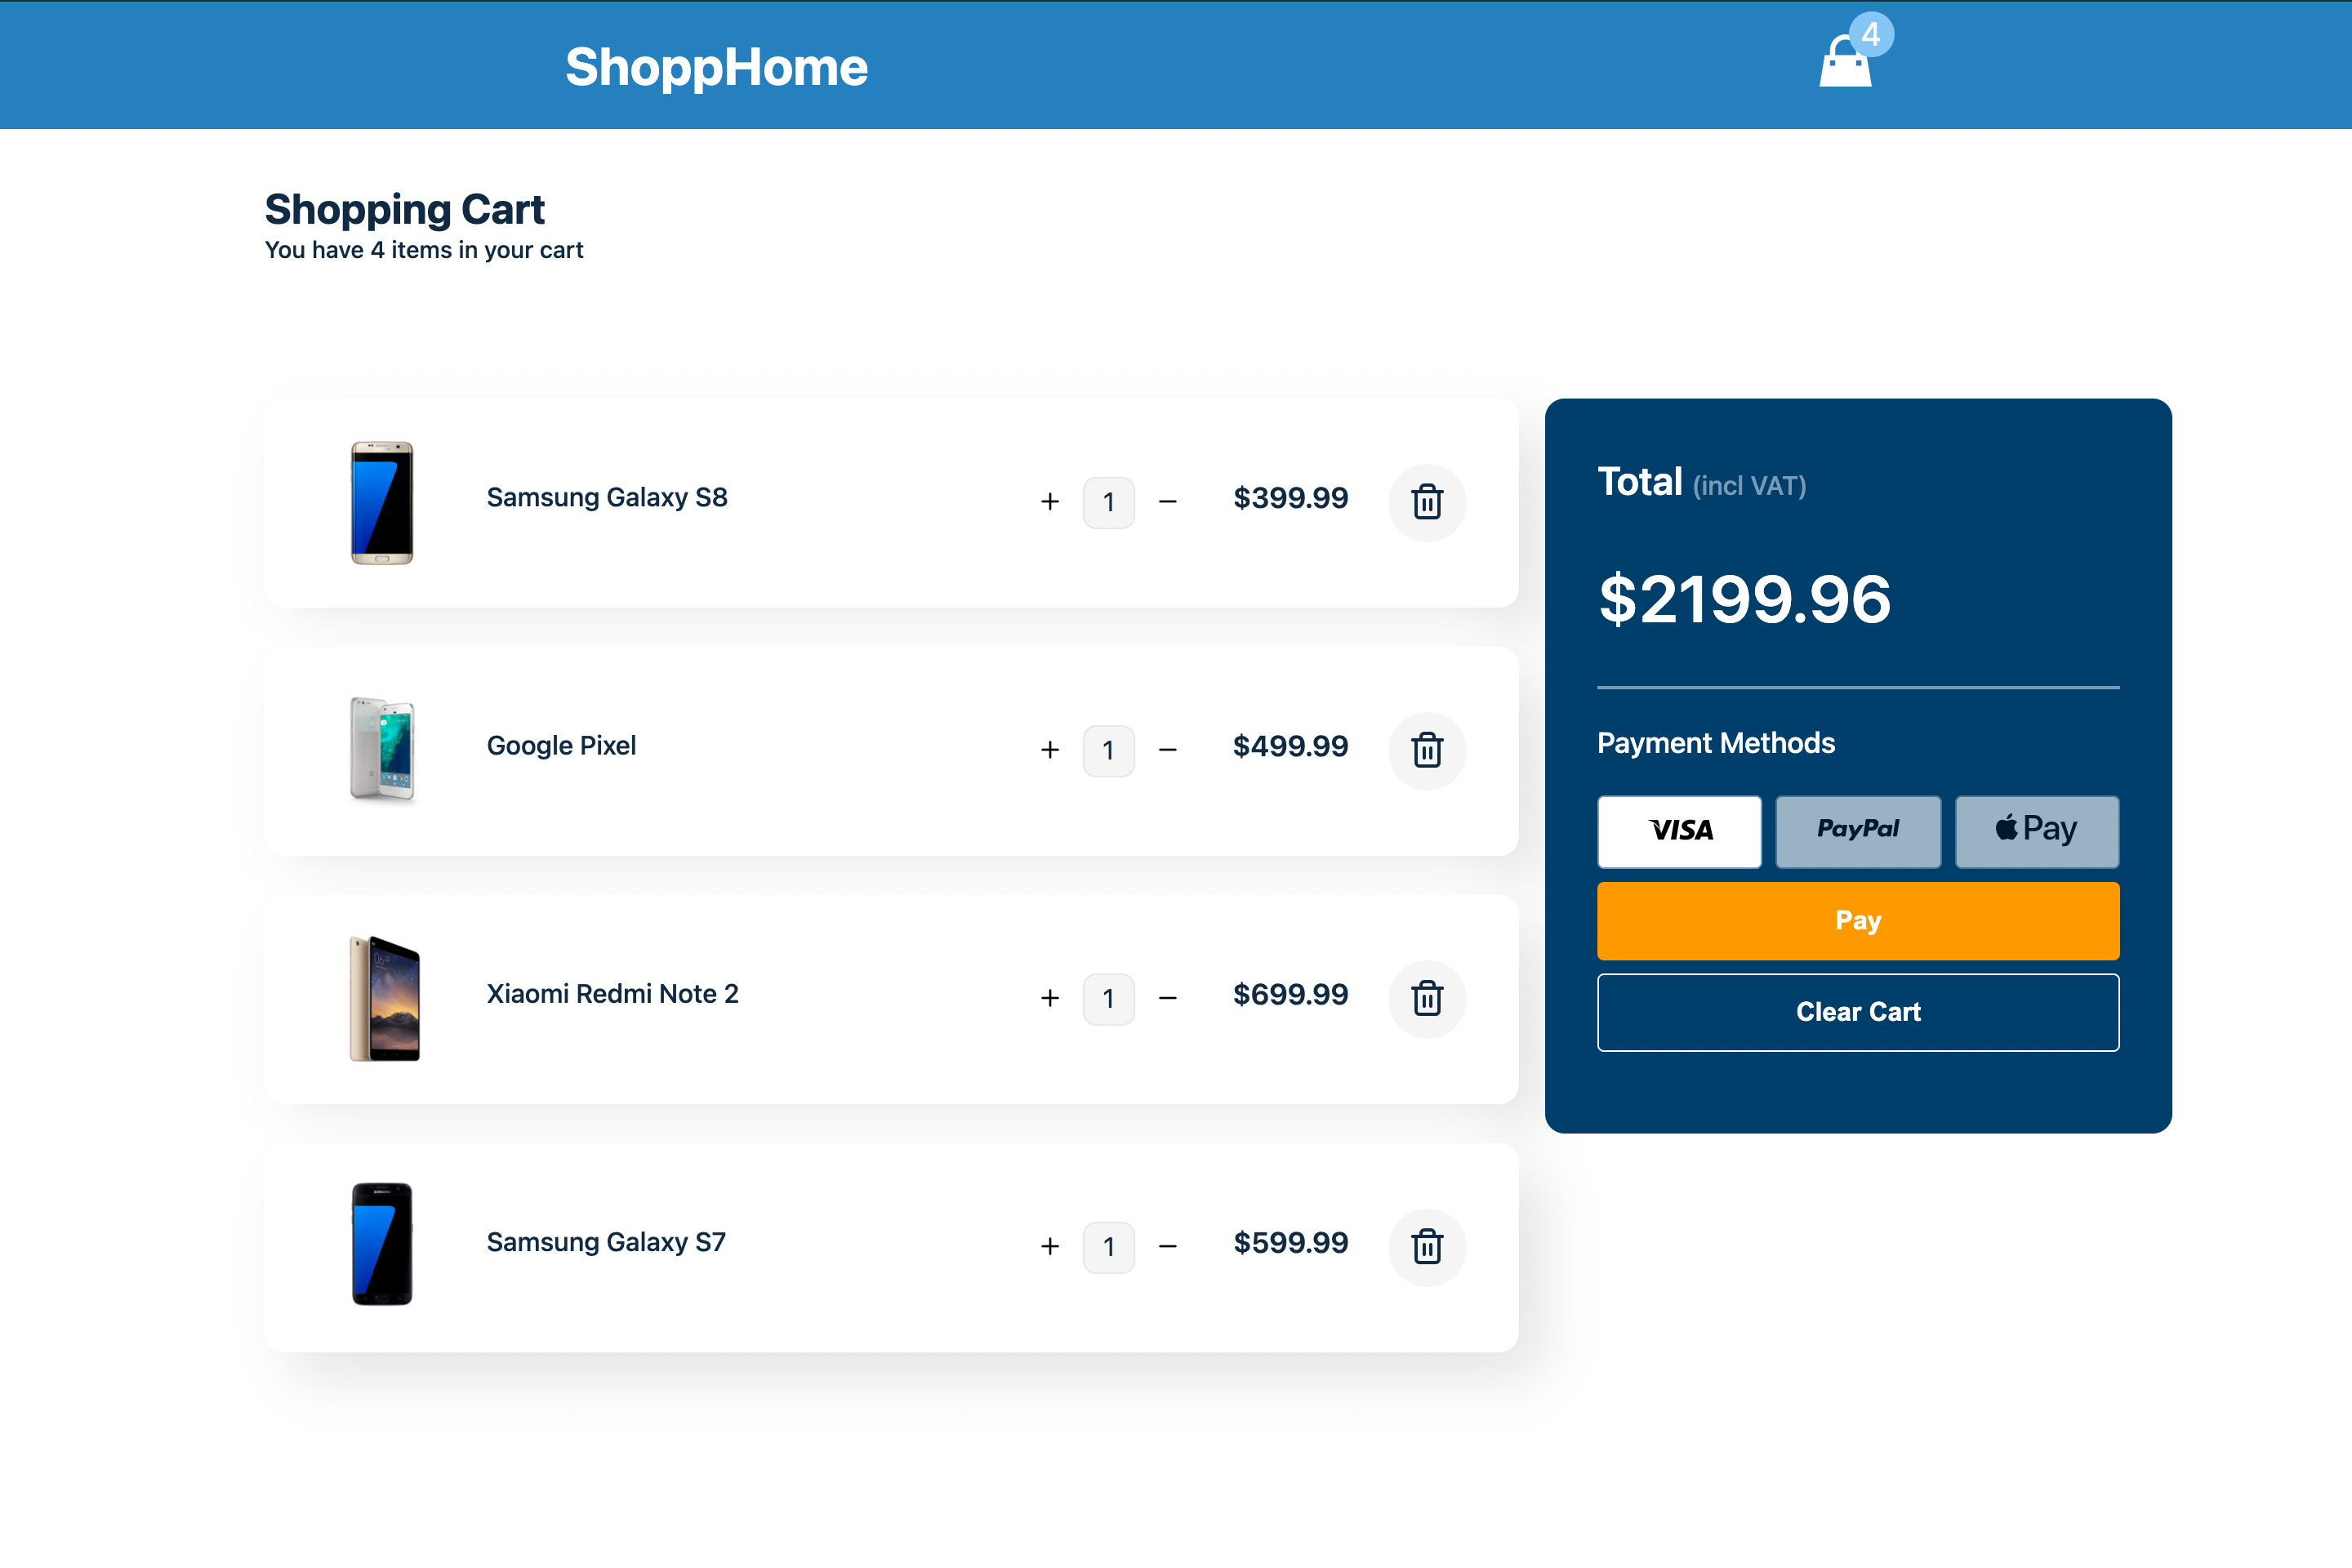 ShoppHome
4
Shopping Cart
You have 4 items in your cart
Samsung Galaxy S8
+ 1 − $399.99
Google Pixel
+ 1 − $499.99
Xiaomi Redmi Note 2
+ 1 − $699.99
Samsung Galaxy S7
+ 1 − $599.99
Total (incl VAT)
$2199.96
Payment Methods
VISA PayPal Pay
Pay
Clear Cart